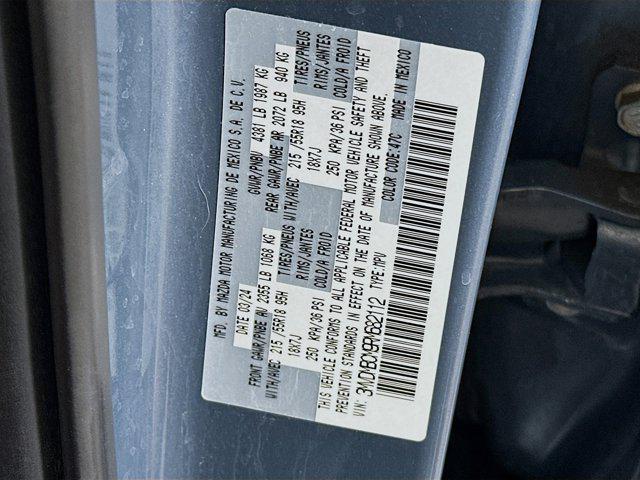 MFD. BY MAZDA MOTOR MANUFACTURING DE MEXICO S.A. DE C.V.
DATE 03/24 GVWR/PNBV 4381 LB 1987 KG
FRONT GAWR/PNBE AV 2355 LB 1068 KG REAR GAWR/PNBE AR 2072 LB 940 KG
WITH/AVEC 215 /55R18 95H TIRES/PNEUS WITH/AVEC 215 /55R18 95H TIRES/PNEUS
18X7J RIMS/JANTES 18X7J RIMS/JANTES
250 KPA/36 PSI COLD/A FROID 250 KPA/36 PSI COLD/A FROID
THIS VEHICLE CONFORMS TO ALL APPLICABLE FEDERAL MOTOR VEHICLE SAFETY AND THEFT
PREVENTION STANDARDS IN EFFECT ON THE DATE OF MANUFACTURE SHOWN ABOVE.
TYPE:MPV COLOR CODE:47C MADE IN MEXICO
VIN: